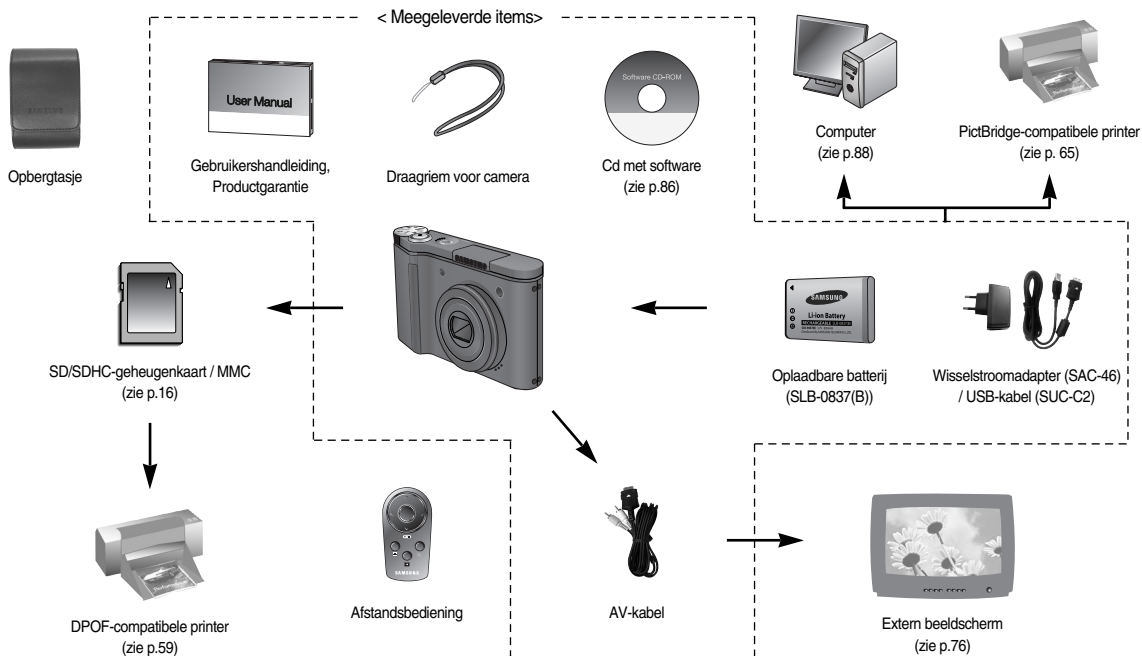 < Meegeleverde items>
SAMSUNG
User Manual
Software CD-ROM
Opbergtasje
Gebruikershandleiding,
Productgarantie
Draagriem voor camera
Cd met software
(zie p.86)
Computer
(zie p.88)
PictBridge-compatibele printer
(zie p. 65)
SAMSUNG
SAMSUNG
Li-ion Battery
RECHARGEABLE
SD/SDHC-geheugenkaart / MMC
(zie p.16)
Oplaadbare batterij
(SLB-0837(B))
Wisselstroomadapter (SAC-46)
/ USB-kabel (SUC-C2)
SAMSUNG
DPOF-compatibele printer
(zie p.59)
Afstandsbediening
AV-kabel
Extern beeldscherm
(zie p.76)